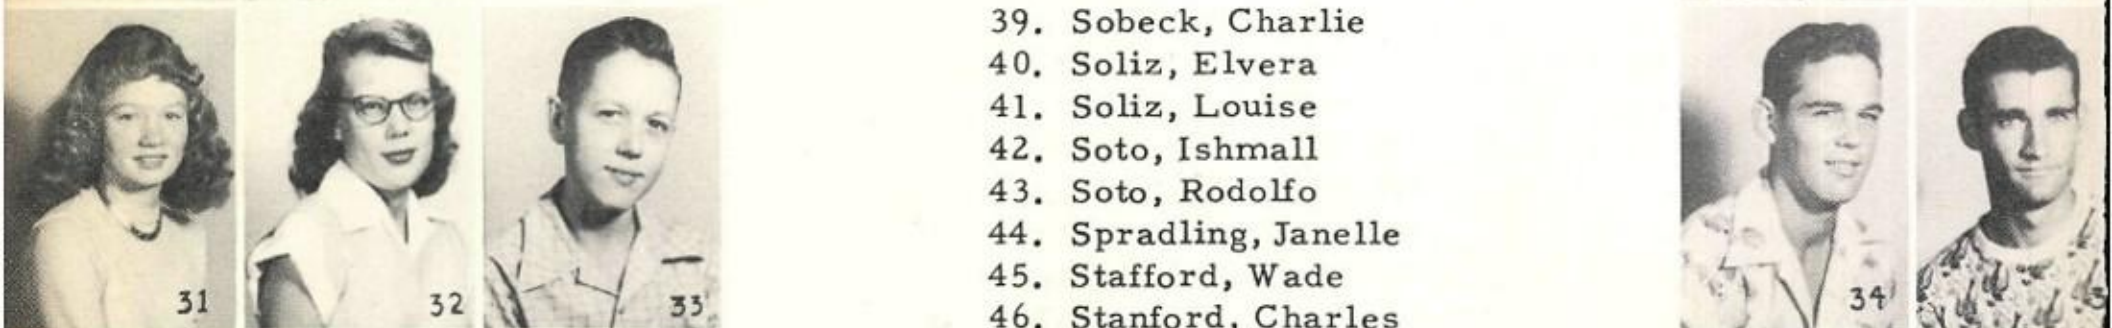 39. Sobeck, Charlie
40. Soliz, Elvera
41. Soliz, Louise
42. Soto, Ishmall
43. Soto, Rodolfo
44. Spradling, Janelle
45. Stafford, Wade
46. Stanford, Charles
31
32
33
34